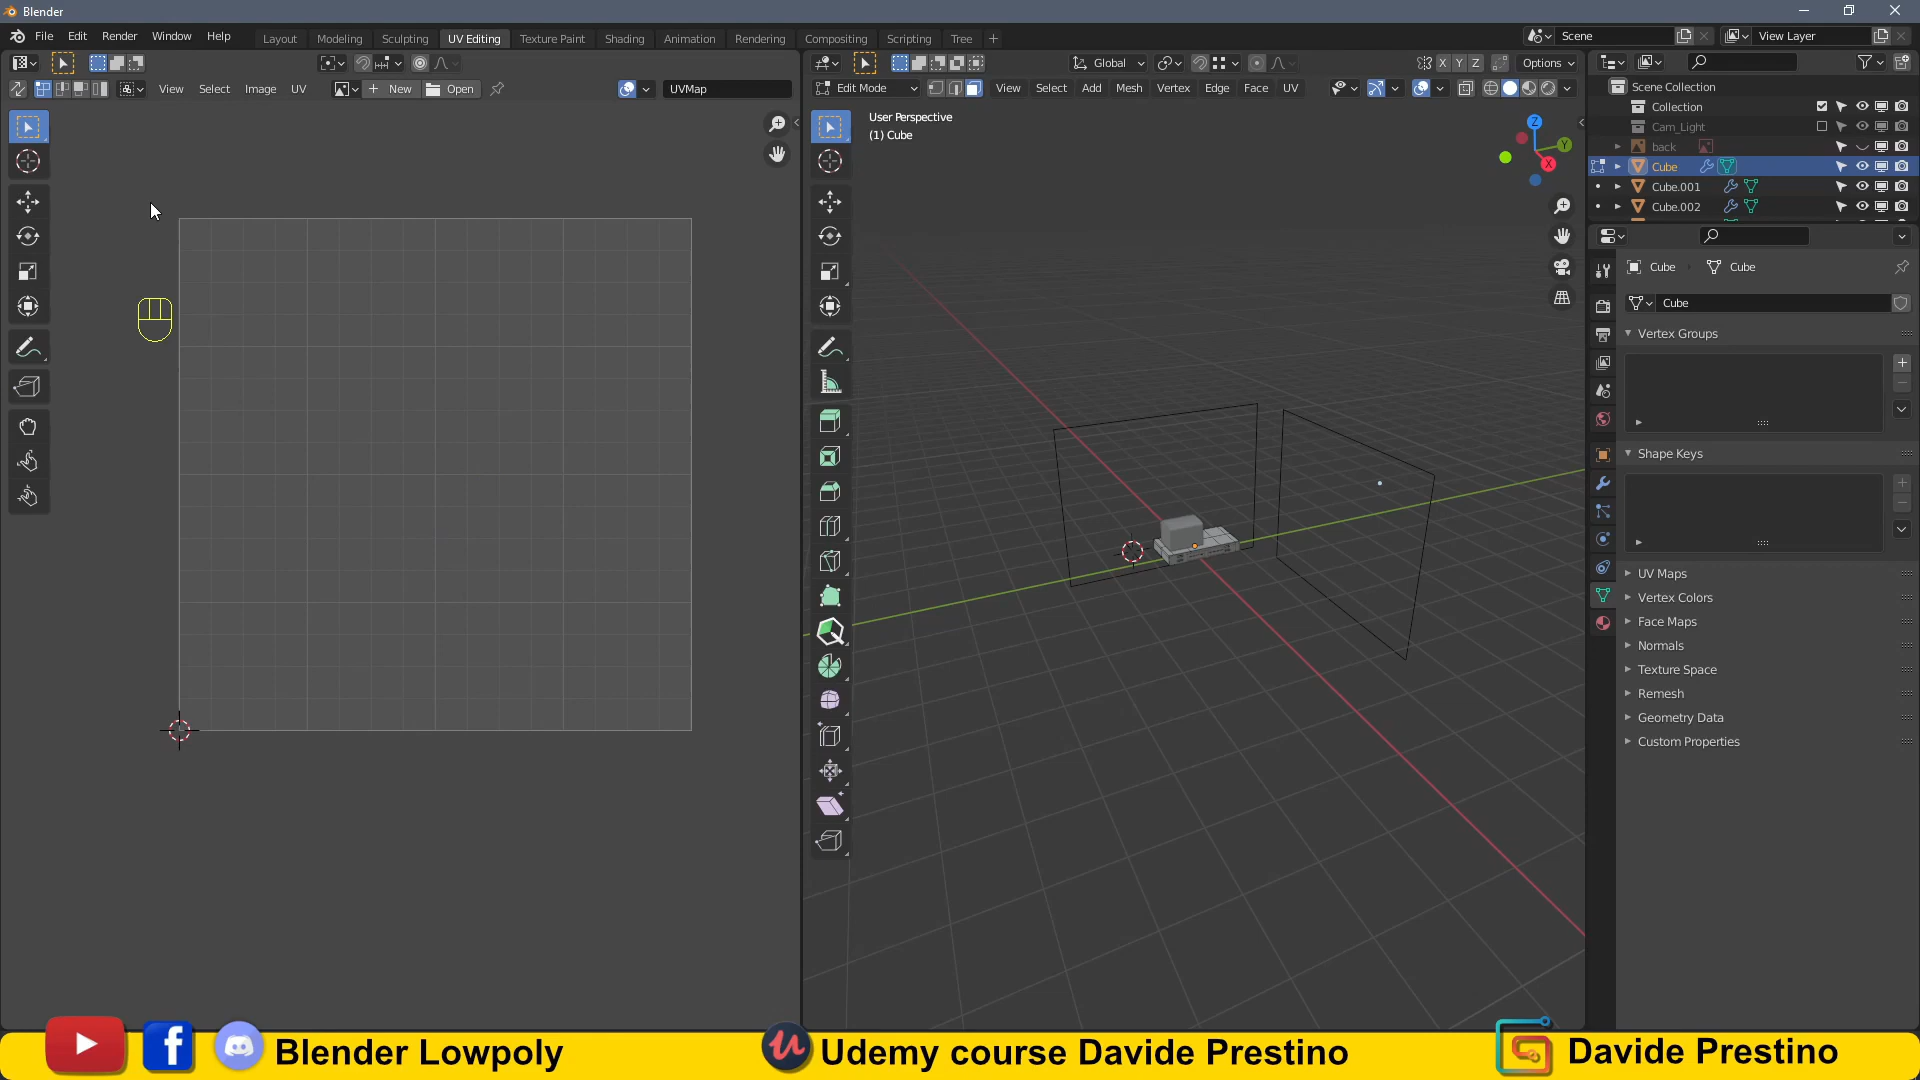 Blender
File Edit Render Window Help
Layout Modeling Sculpting UV Editing Texture Paint Shading Animation Rendering Compositing Scripting Tree +
Scene
View Layer
Global
X Y Z
Options
View Select Image UV
+ New
Open
UVMap
Edit Mode
View Select Add Mesh Vertex Edge Face UV
User Perspective
(1) Cube
Z
Y
X
Scene Collection
Collection
Cam_Light
back
Cube
Cube.001
Cube.002
Cube
Cube
Cube
Vertex Groups
Shape Keys
UV Maps
Vertex Colors
Face Maps
Normals
Texture Space
Remesh
Geometry Data
Custom Properties
Blender Lowpoly
Udemy course Davide Prestino
Davide Prestino